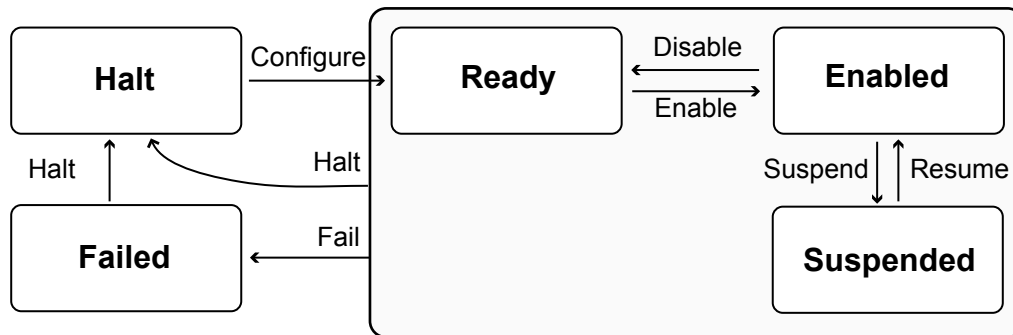 Halt
Configure
Ready
Disable
Enable
Enabled
Halt
Halt
Suspend
Resume
Failed
Fail
Suspended